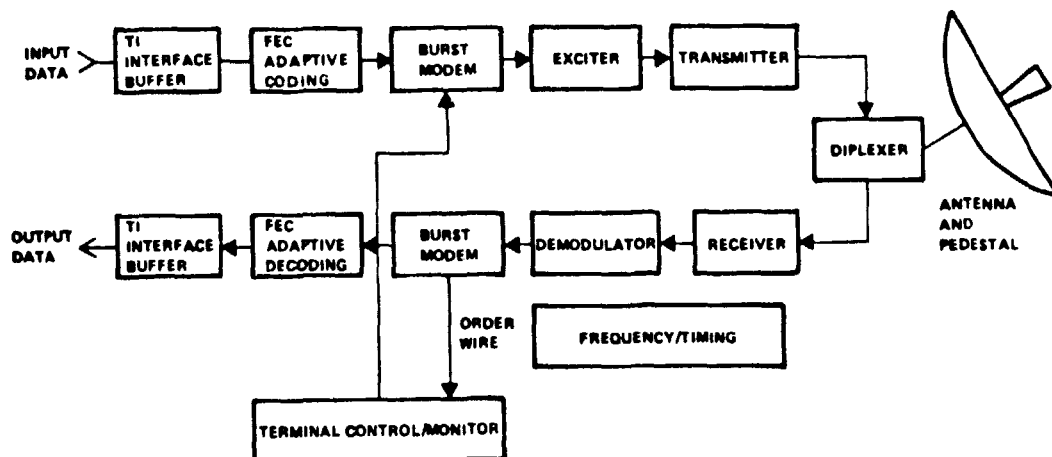 INPUT
DATA
TI
INTERFACE
BUFFER
FEC
ADAPTIVE
CODING
BURST
MODEM
EXCITER
TRANSMITTER
DIPLEXER
ANTENNA
AND
PEDESTAL
OUTPUT
DATA
TI
INTERFACE
BUFFER
FEC
ADAPTIVE
DECODING
BURST
MODEM
DEMODULATOR
RECEIVER
ORDER
WIRE
FREQUENCY/TIMING
TERMINAL CONTROL/MONITOR